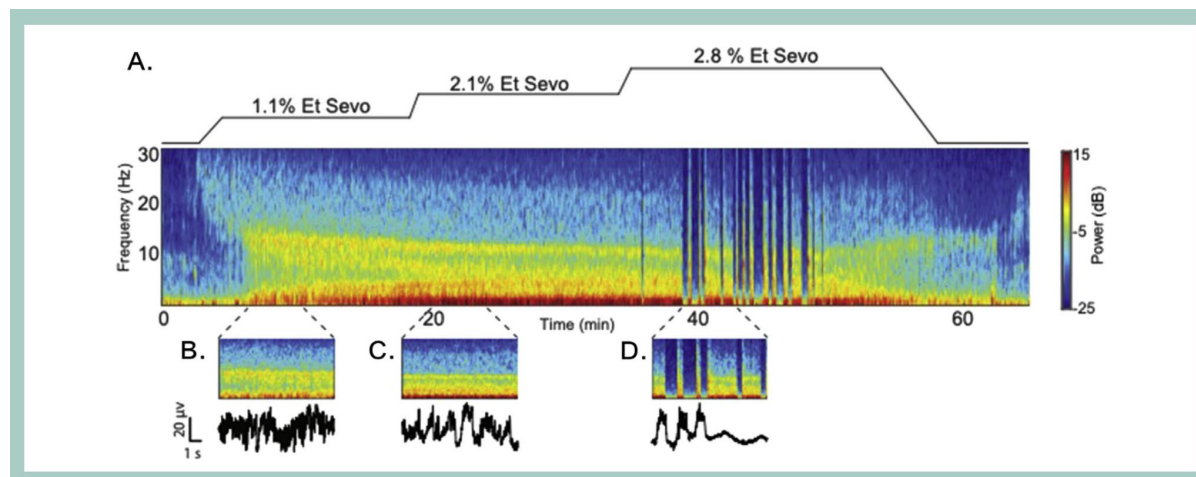 A.
2.8 % Et Sevo
2.1% Et Sevo
1.1% Et Sevo
30
20
10
Frequency (Hz)
15
-5
-25
Power (dB)
0
20
40
60
Time (min)
B.
C.
D.
20 μv
1 s